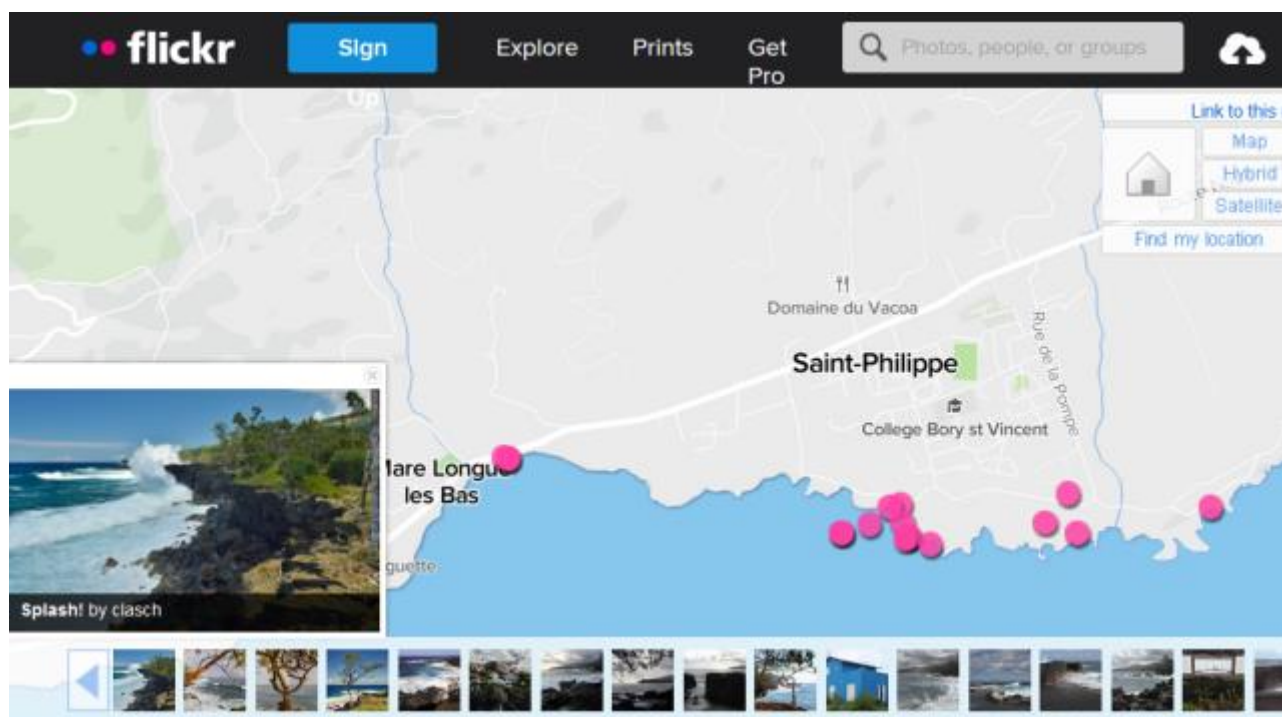 flickr
Sign
Up
Explore
Prints
Get
Pro
Photos, people, or groups
Link to this
Map
Hybrid
Satellite
Find my location
Domaine du Vacoa
Saint-Philippe
Rue de la Pompe
College Bory st Vincent
Mare Longue
les Bas
guette
Splash! by clasch